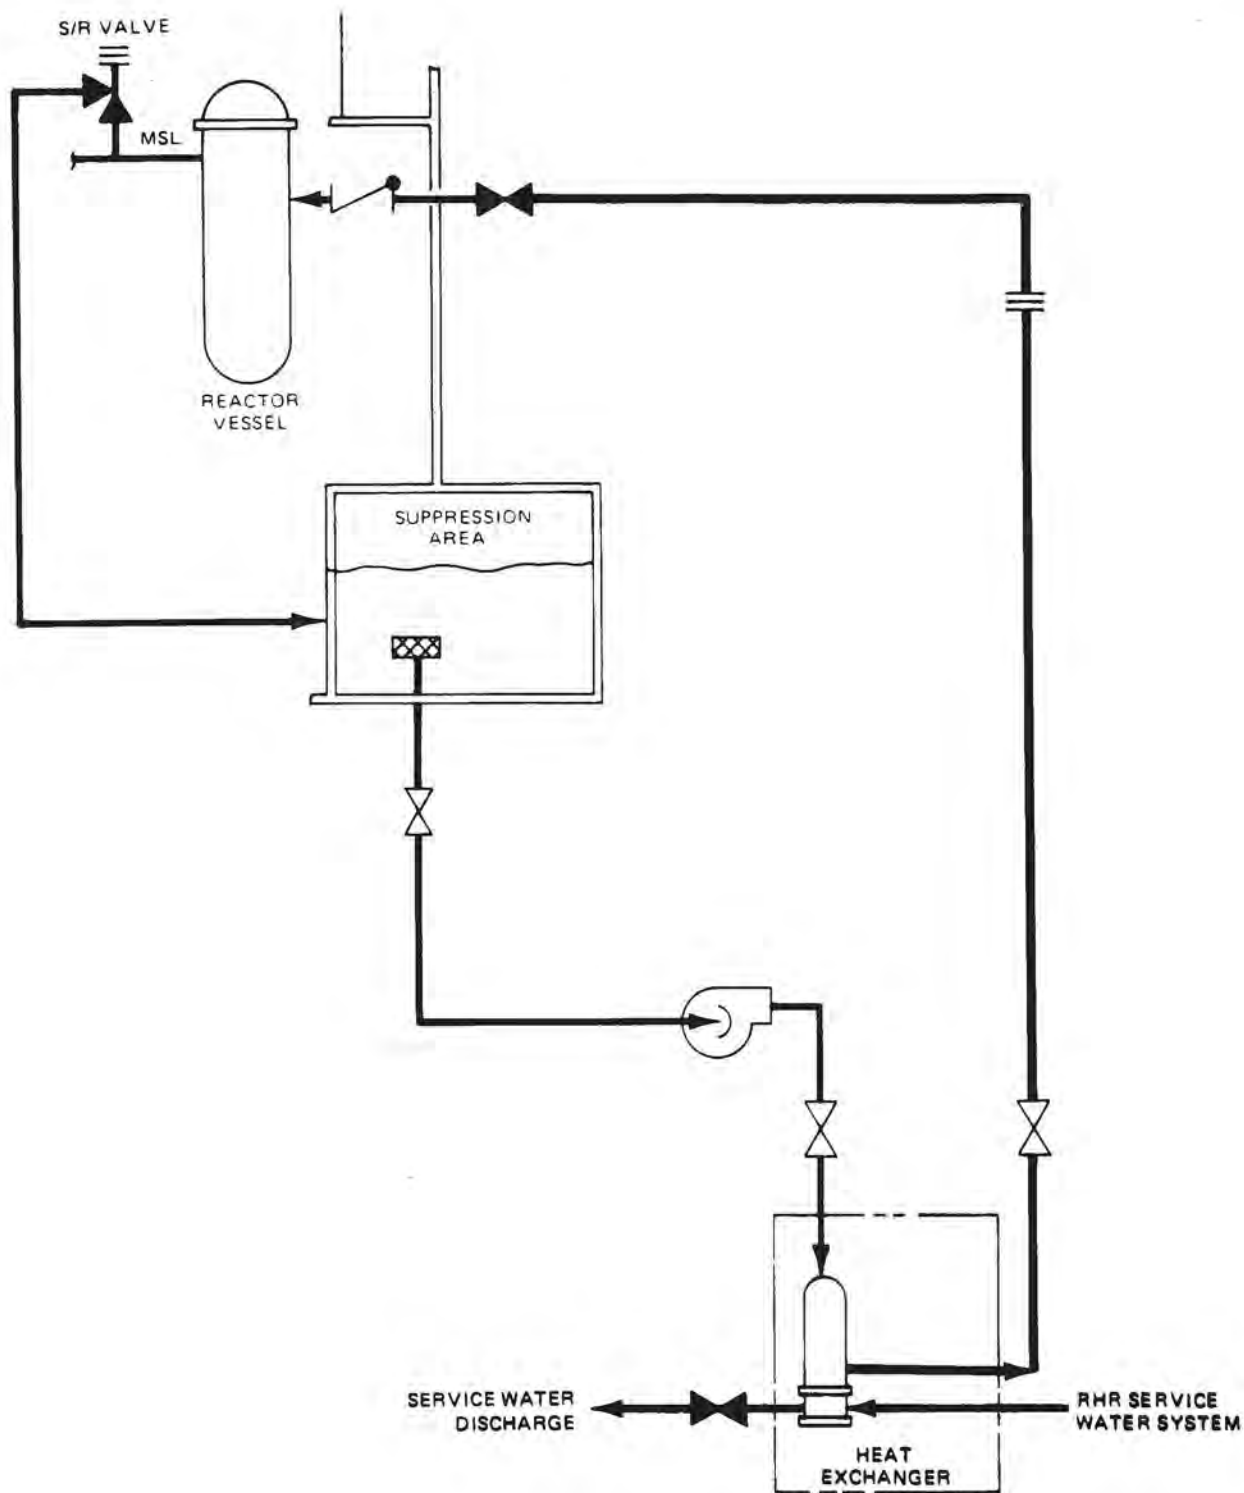 S/R VALVE
MSL
REACTOR
VESSEL
SUPPRESSION
AREA
SERVICE WATER
DISCHARGE
RHR SERVICE
WATER SYSTEM
HEAT
EXCHANGER